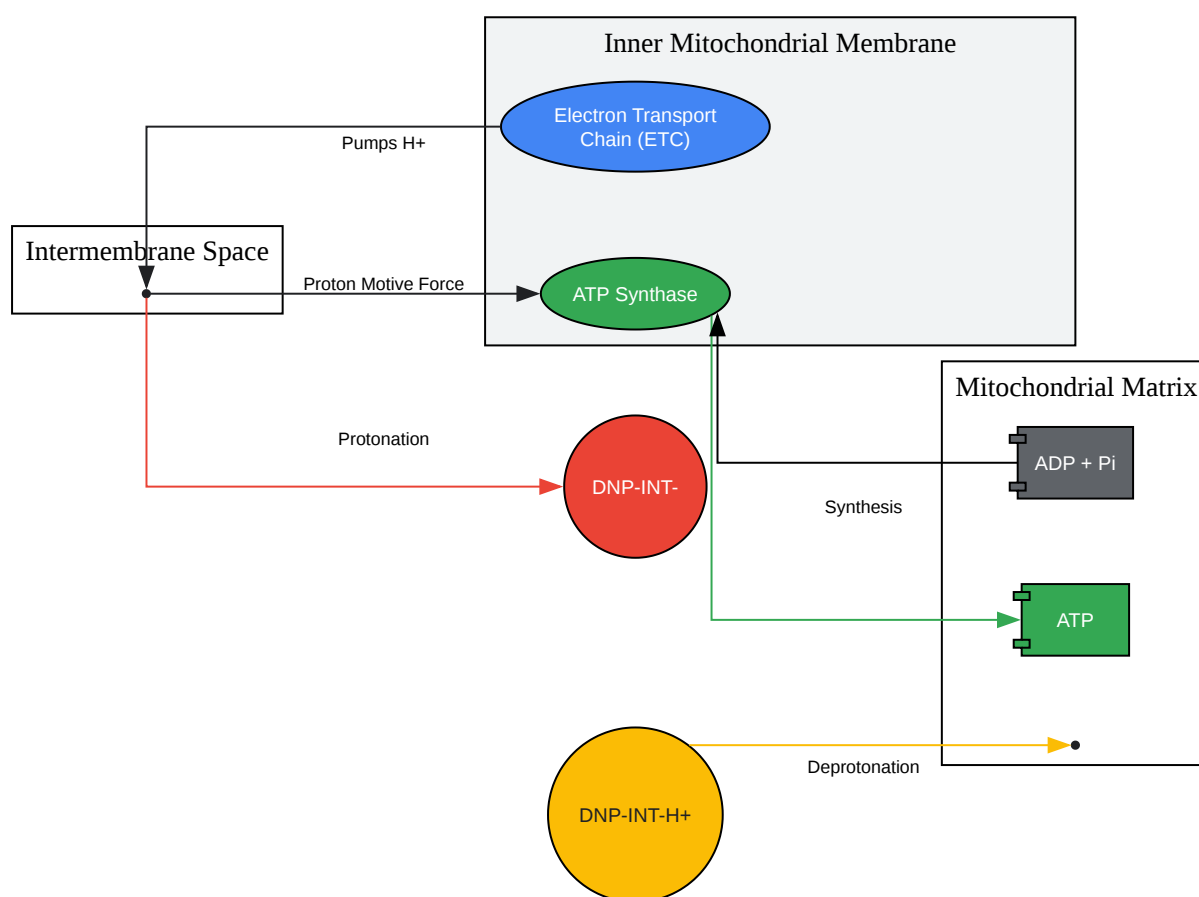 Inner Mitochondrial Membrane
Electron Transport
Chain (ETC)
Pumps H+
Intermembrane Space
Proton Motive Force
ATP Synthase
Mitochondrial Matrix
Protonation
ADP + Pi
DNP-INT-
Synthesis
ATP
Deprotonation
DNP-INT-H+